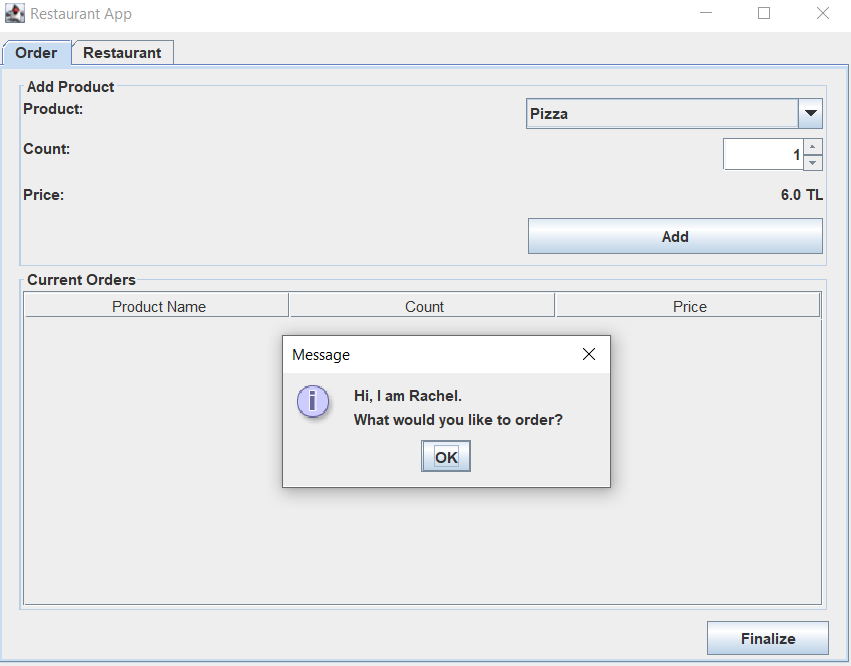 Restaurant App
Order Restaurant
Add Product
Product: Pizza
Count: 1
Price: 6.0 TL
Add
Current Orders
Product Name Count Price
Message
Hi, I am Rachel.
What would you like to order?
OK
Finalize